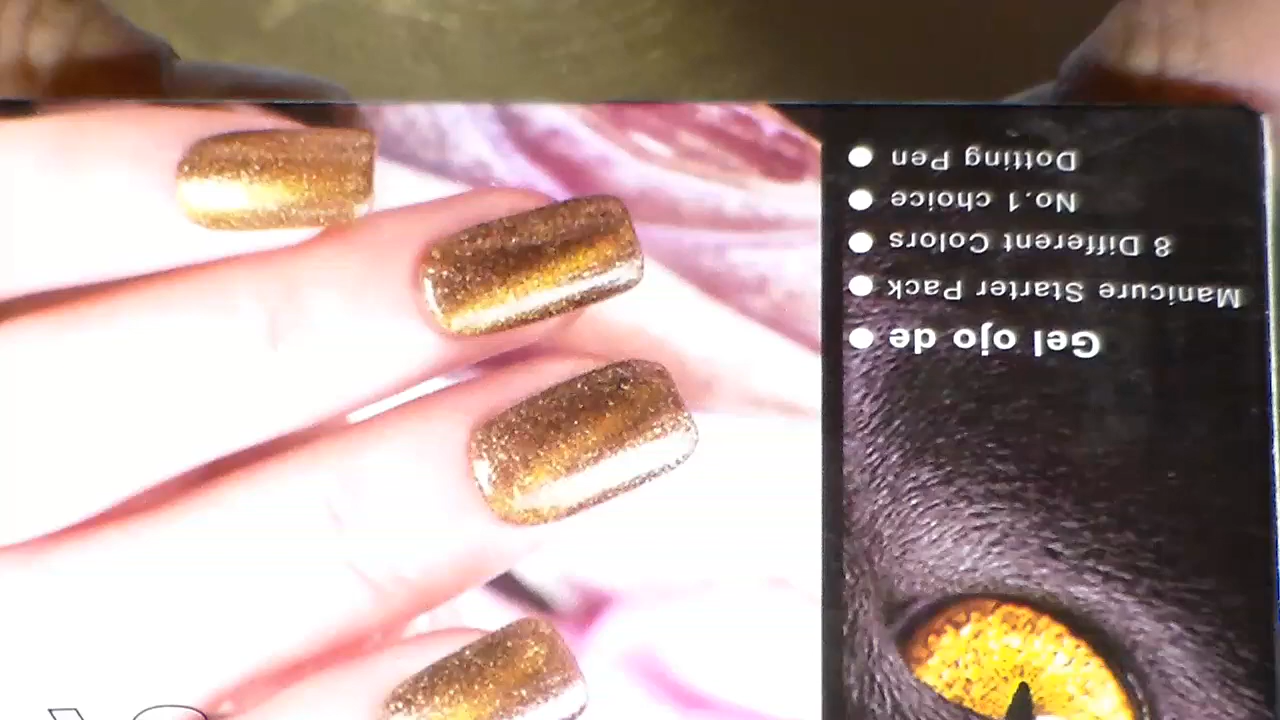 Gel ojo de
Manicure Starter Pack
8 Different Colors
No.1 choice
Dotting Pen